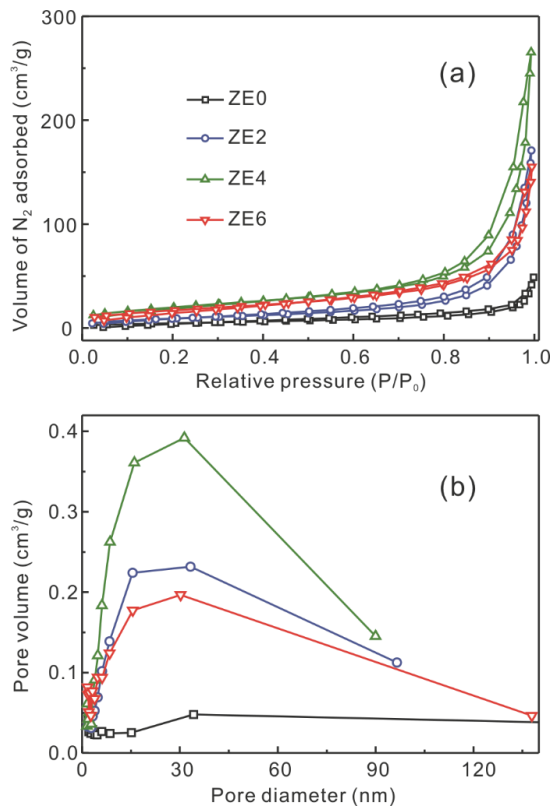 (a)
300
200
100
0
Volume of N₂ adsorbed (cm³/g)
ZE0
ZE2
ZE4
ZE6
0.0 0.2 0.4 0.6 0.8 1.0
Relative pressure (P/P₀)
(b)
0.4
0.3
0.2
0.1
0.0
Pore volume (cm³/g)
0 30 60 90 120
Pore diameter (nm)